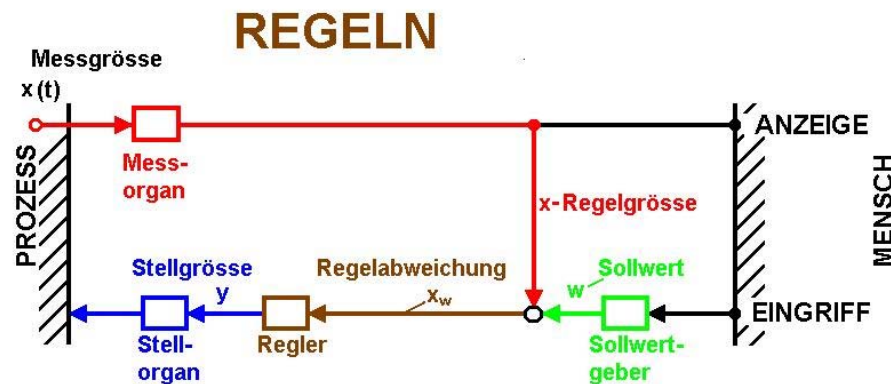 REGELN
Messgrösse
x(t)
ANZEIGE
Mess-
organ
PROZESS
x-Regelgrösse
MENSCH
Stellgrösse
y
Regelabweichung
xw
Sollwert
w
EINGRIFF
Stell-
organ
Regler
Sollwert-
geber